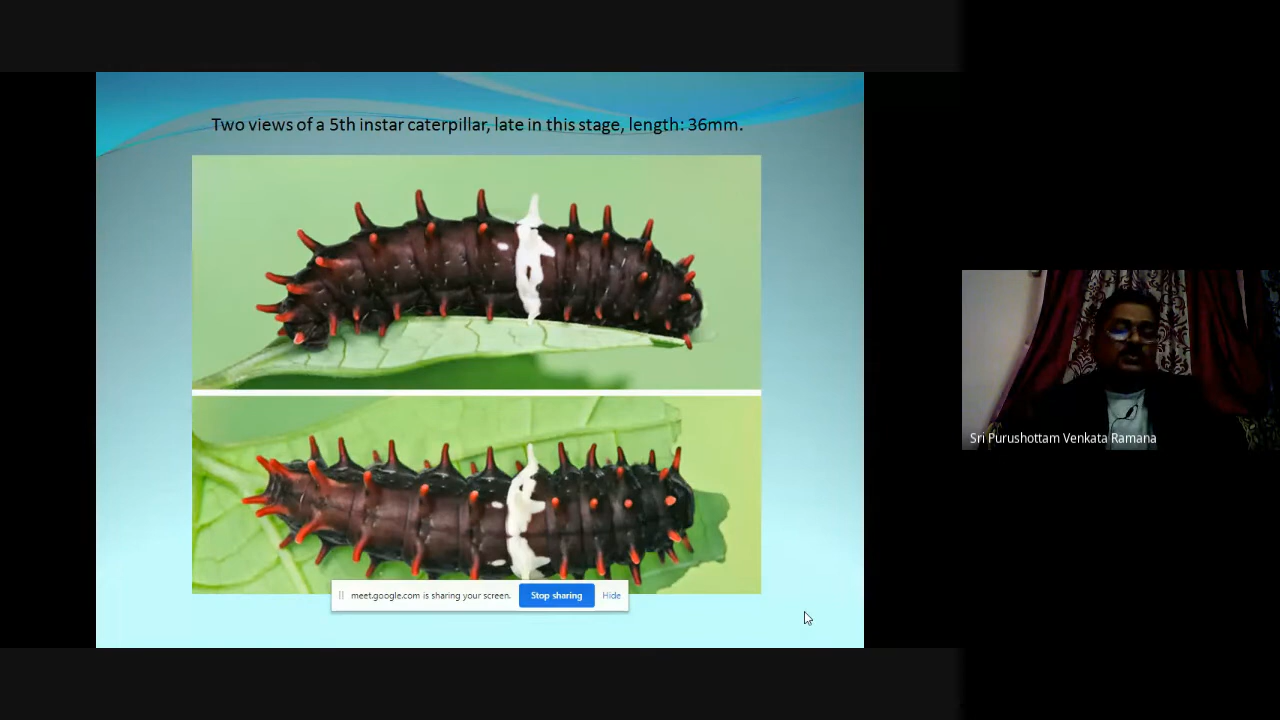 Two views of a 5th instar caterpillar, late in this stage, length: 36mm.
Sri Purushottam Venkata Ramana
meet.google.com is sharing your screen. Stop sharing Hide